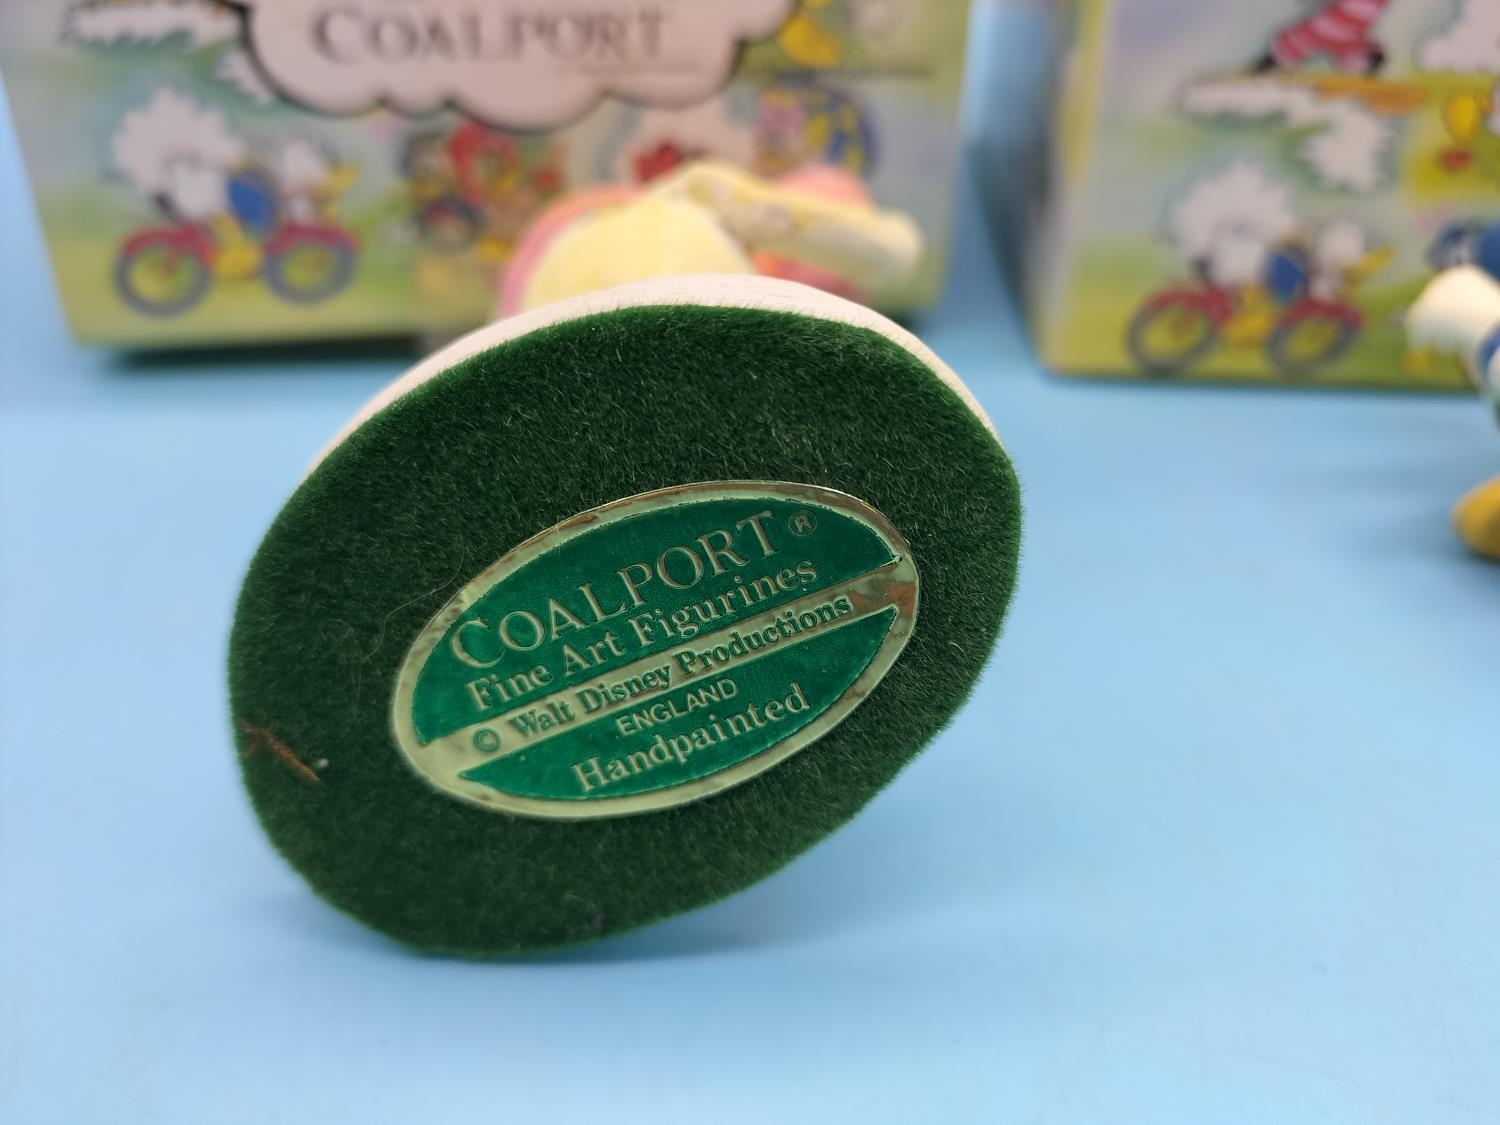 COALPORT
COALPORT®
Fine Art Figurines
© Walt Disney Productions
ENGLAND
Handpainted